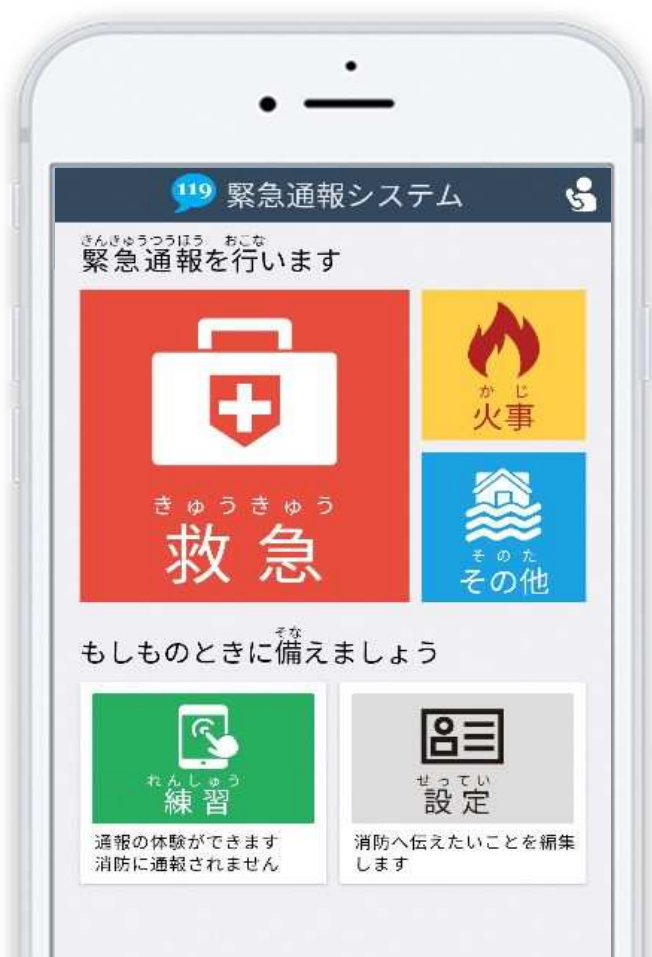 119 緊急通報システム
きんきゅうつうほう おこな
緊急通報を行います
きゅうきゅう
救急
かじ
火事
そのた
その他
そな
もしものときに備えましょう
れんしゅう
練習
通報の体験ができます
消防に通報されません
せってい
設定
消防へ伝えたいことを編集
します